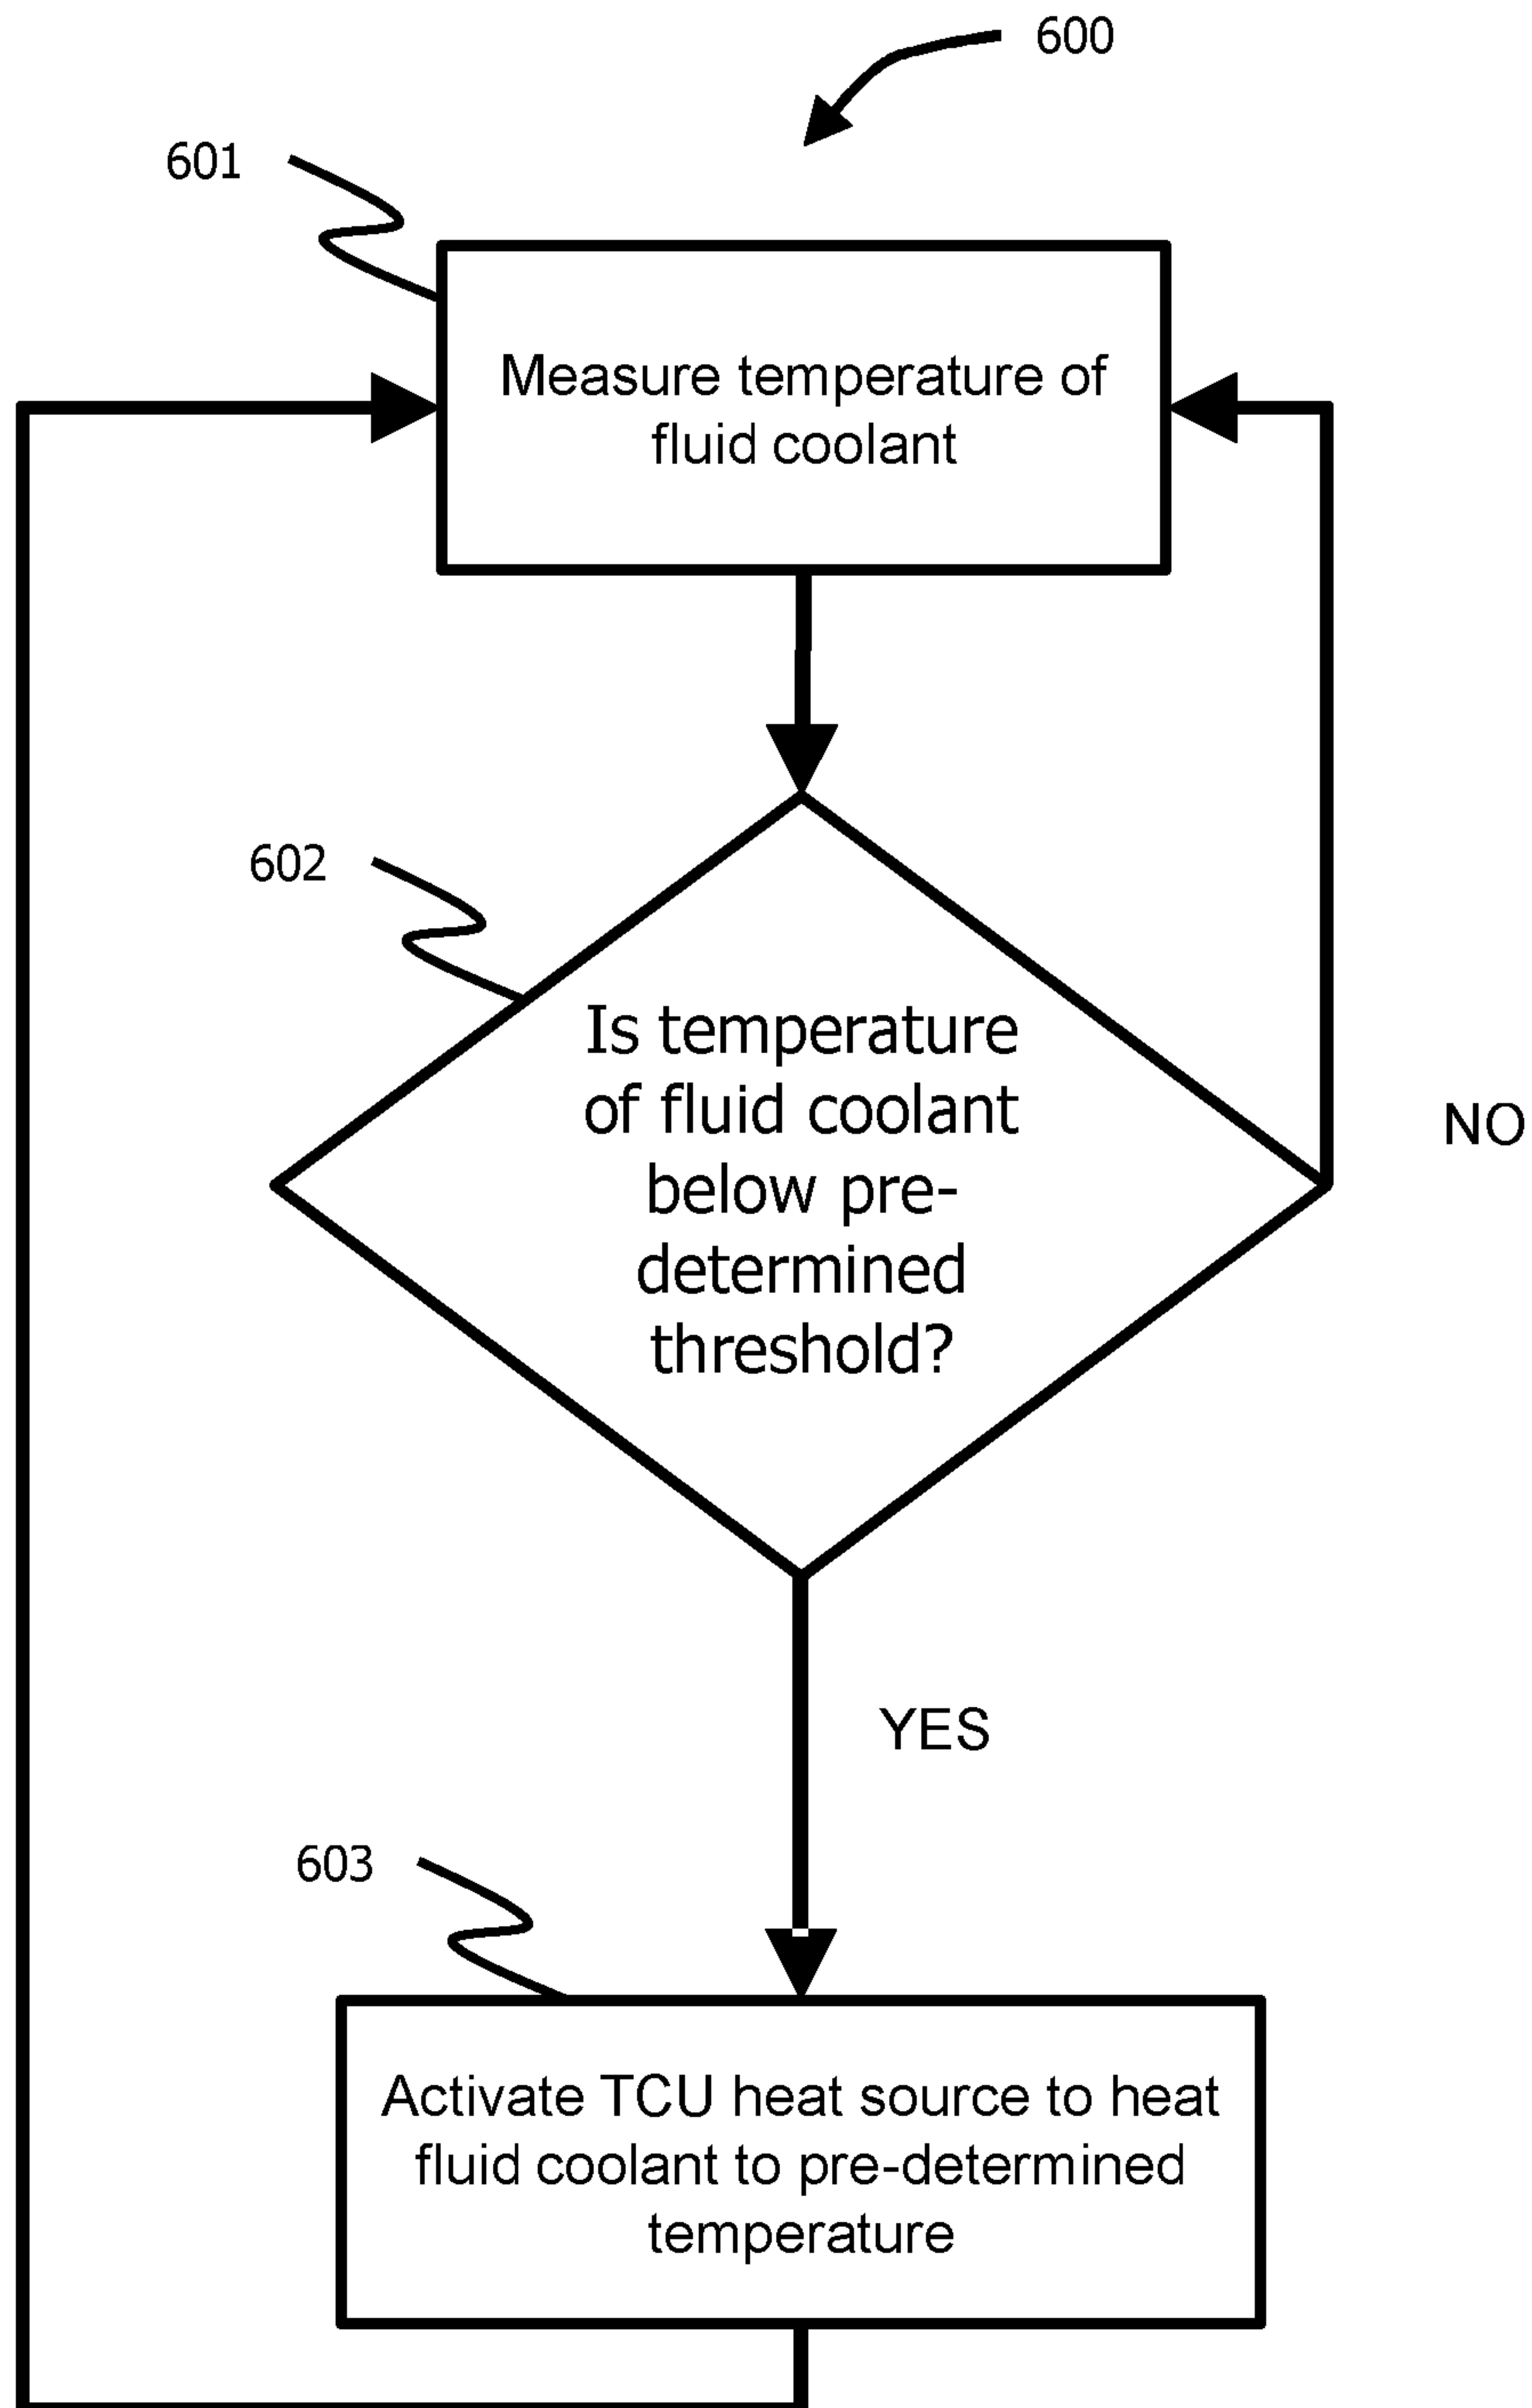 600
601
Measure temperature of
fluid coolant
602
Is temperature
of fluid coolant
below pre-
determined
threshold?
NO
YES
603
Activate TCU heat source to heat
fluid coolant to pre-determined
temperature